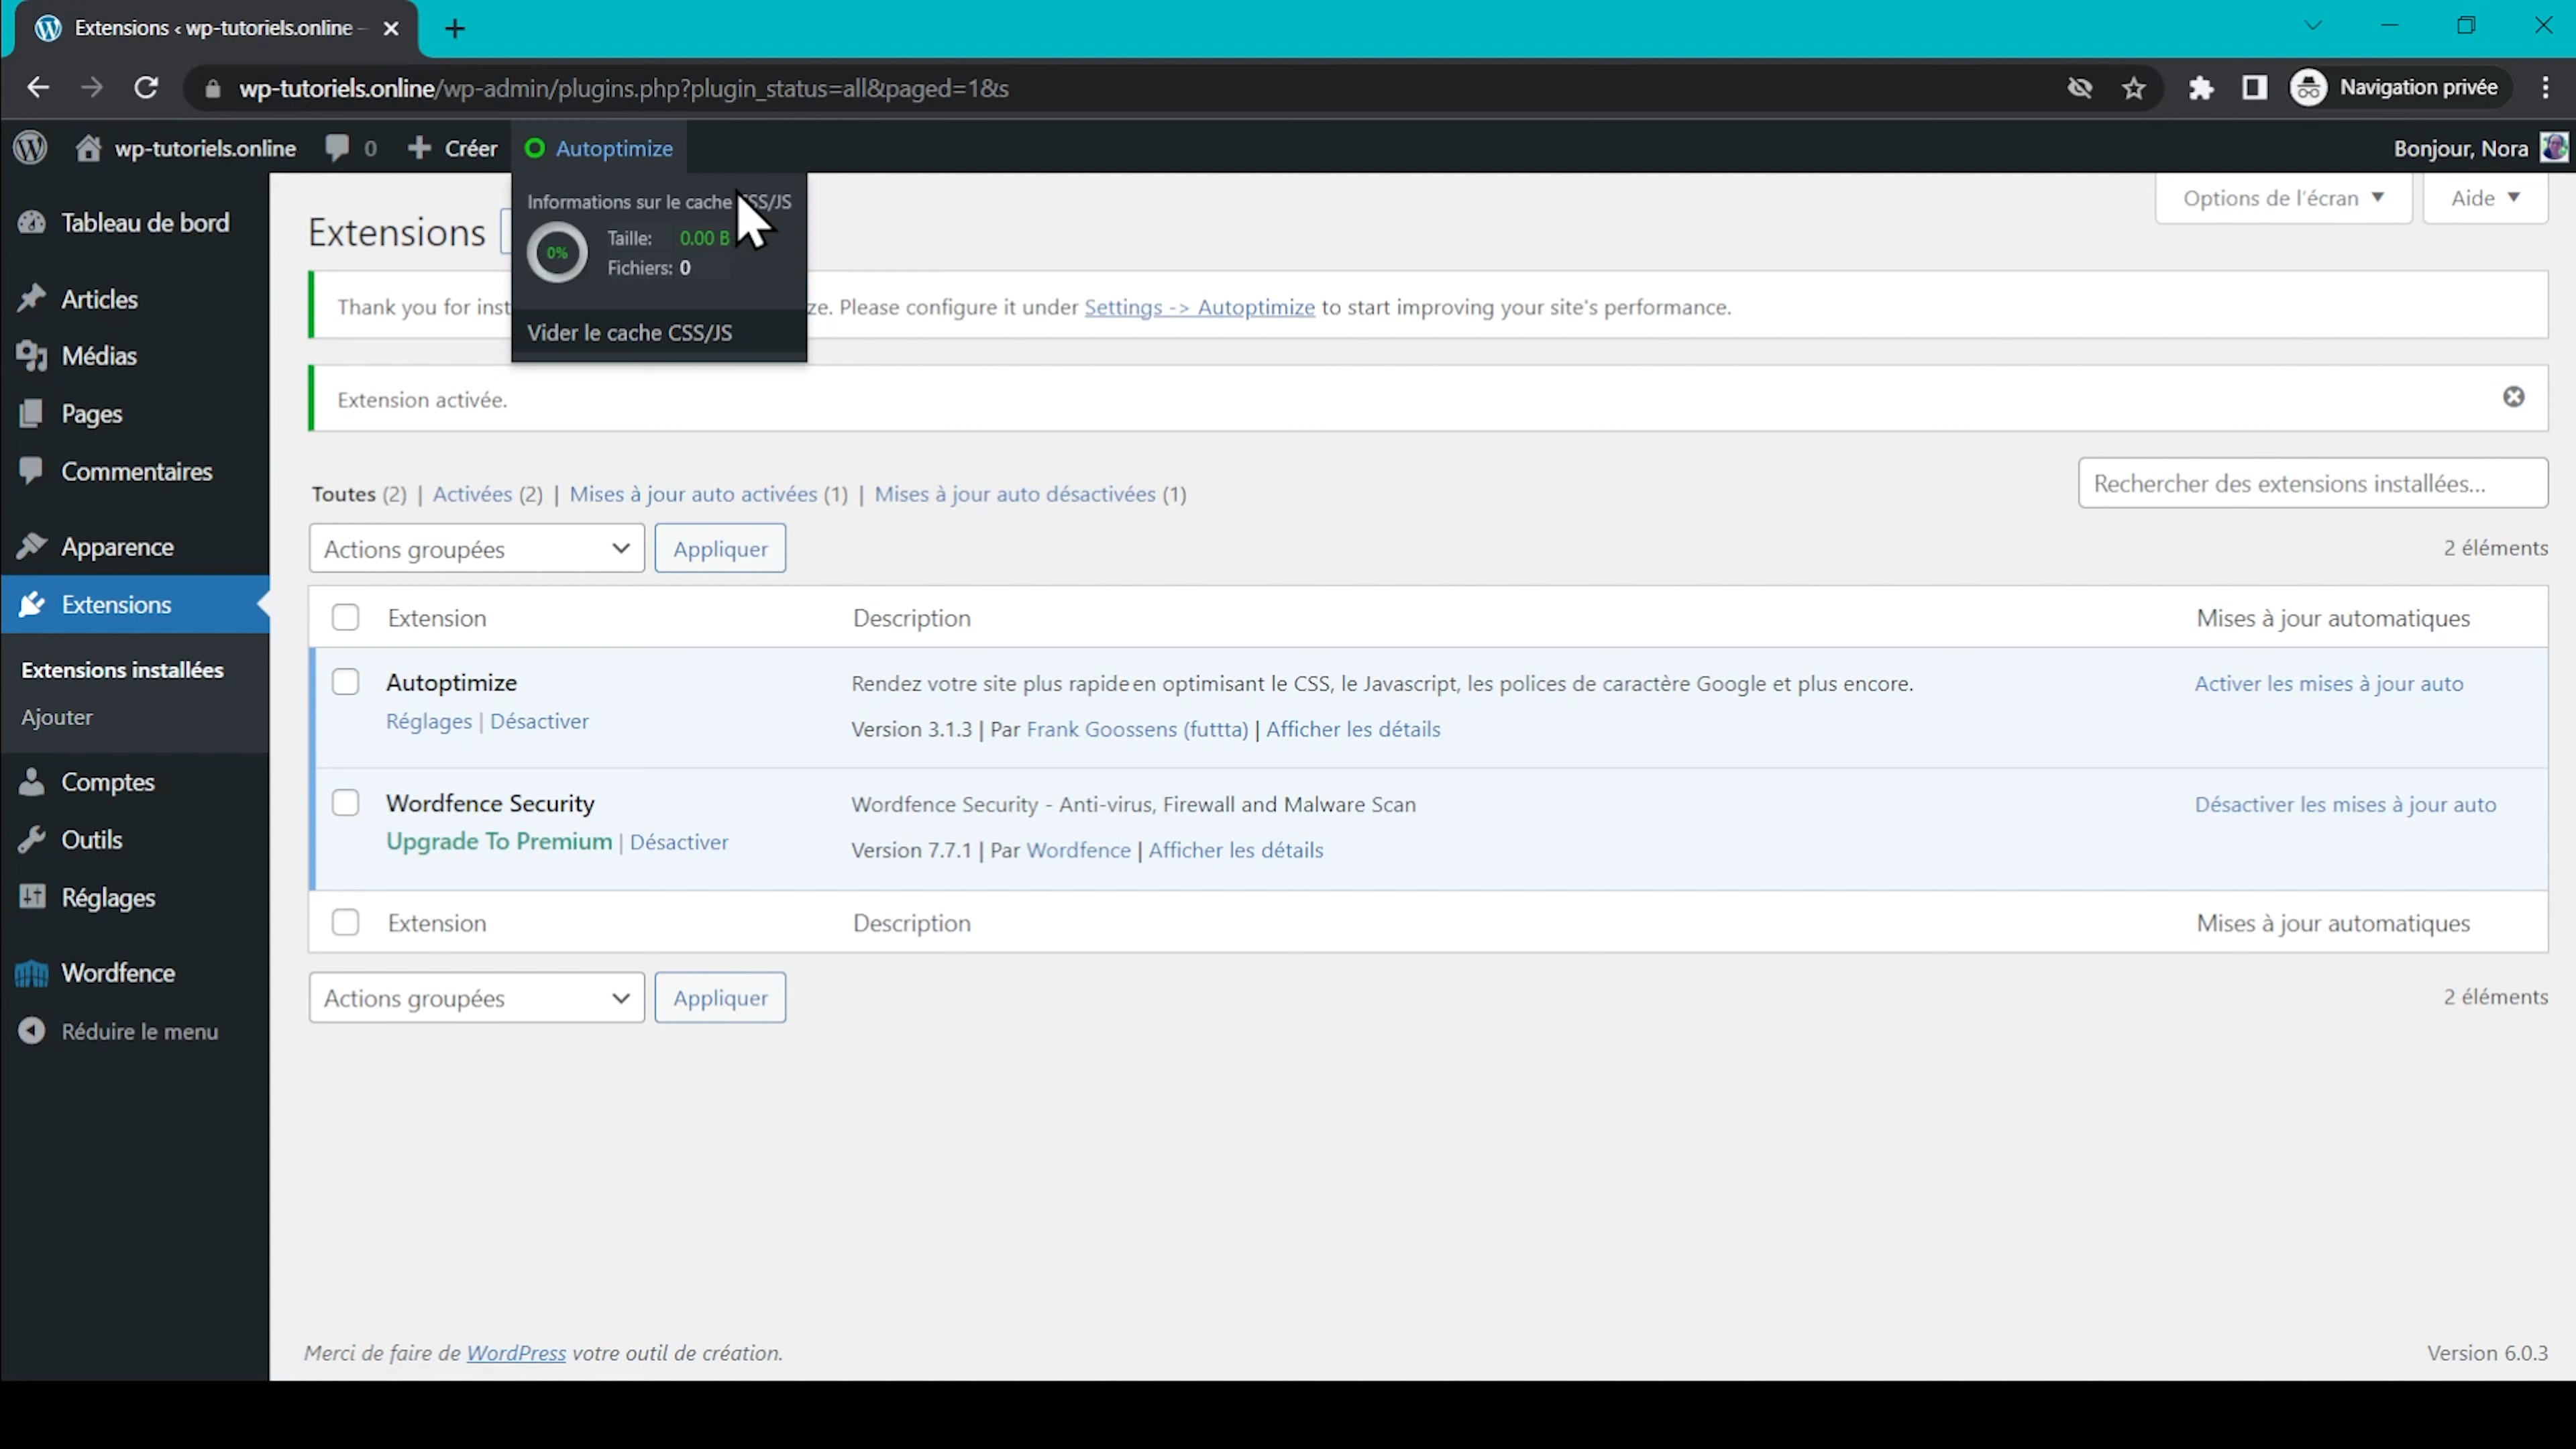 Extensions ‹ wp-tutoriels.online –
wp-tutoriels.online/wp-admin/plugins.php?plugin_status=all&paged=1&s
Navigation privée
wp-tutoriels.online
0
Créer
Autoptimize
Bonjour, Nora
Informations sur le cache SS/JS
0%
Taille: 0.00 B
Fichiers: 0
Vider le cache CSS/JS
Tableau de bord
Articles
Médias
Pages
Commentaires
Apparence
Extensions
Extensions installées
Ajouter
Comptes
Outils
Réglages
Wordfence
Réduire le menu
Options de l'écran
Aide
Extensions
Thank you for inst
ze. Please configure it under Settings -> Autoptimize to start improving your site's performance.
Extension activée.
Toutes (2) | Activées (2) | Mises à jour auto activées (1) | Mises à jour auto désactivées (1)
Rechercher des extensions installées...
Actions groupées
Appliquer
2 éléments
Extension Description Mises à jour automatiques
Autoptimize
Rendez votre site plus rapide en optimisant le CSS, le Javascript, les polices de caractère Google et plus encore.
Activer les mises à jour auto
Réglages | Désactiver
Version 3.1.3 | Par Frank Goossens (futtta) | Afficher les détails
Wordfence Security
Wordfence Security - Anti-virus, Firewall and Malware Scan
Désactiver les mises à jour auto
Upgrade To Premium | Désactiver
Version 7.7.1 | Par Wordfence | Afficher les détails
Extension Description Mises à jour automatiques
Actions groupées
Appliquer
2 éléments
Merci de faire de WordPress votre outil de création.
Version 6.0.3